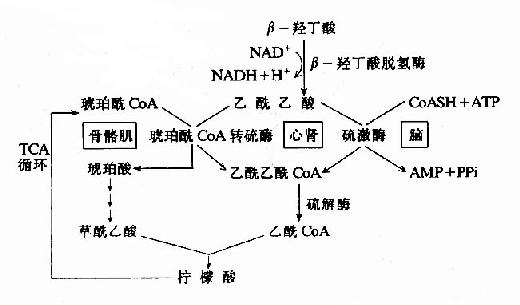 β－羟丁酸
NAD⁺
β－羟丁酸脱氢酶
NADH＋H⁺
琥珀酰 CoA
乙 酰 乙 酸
CoASH＋ATP
骨骼肌
琥珀酰 CoA 转硫酶
心肾
硫激酶
脑
TCA
循环
琥珀酸
乙酰乙酰 CoA
AMP＋PPi
硫解酶
草酰乙酸
乙酰 CoA
柠 檬 酸